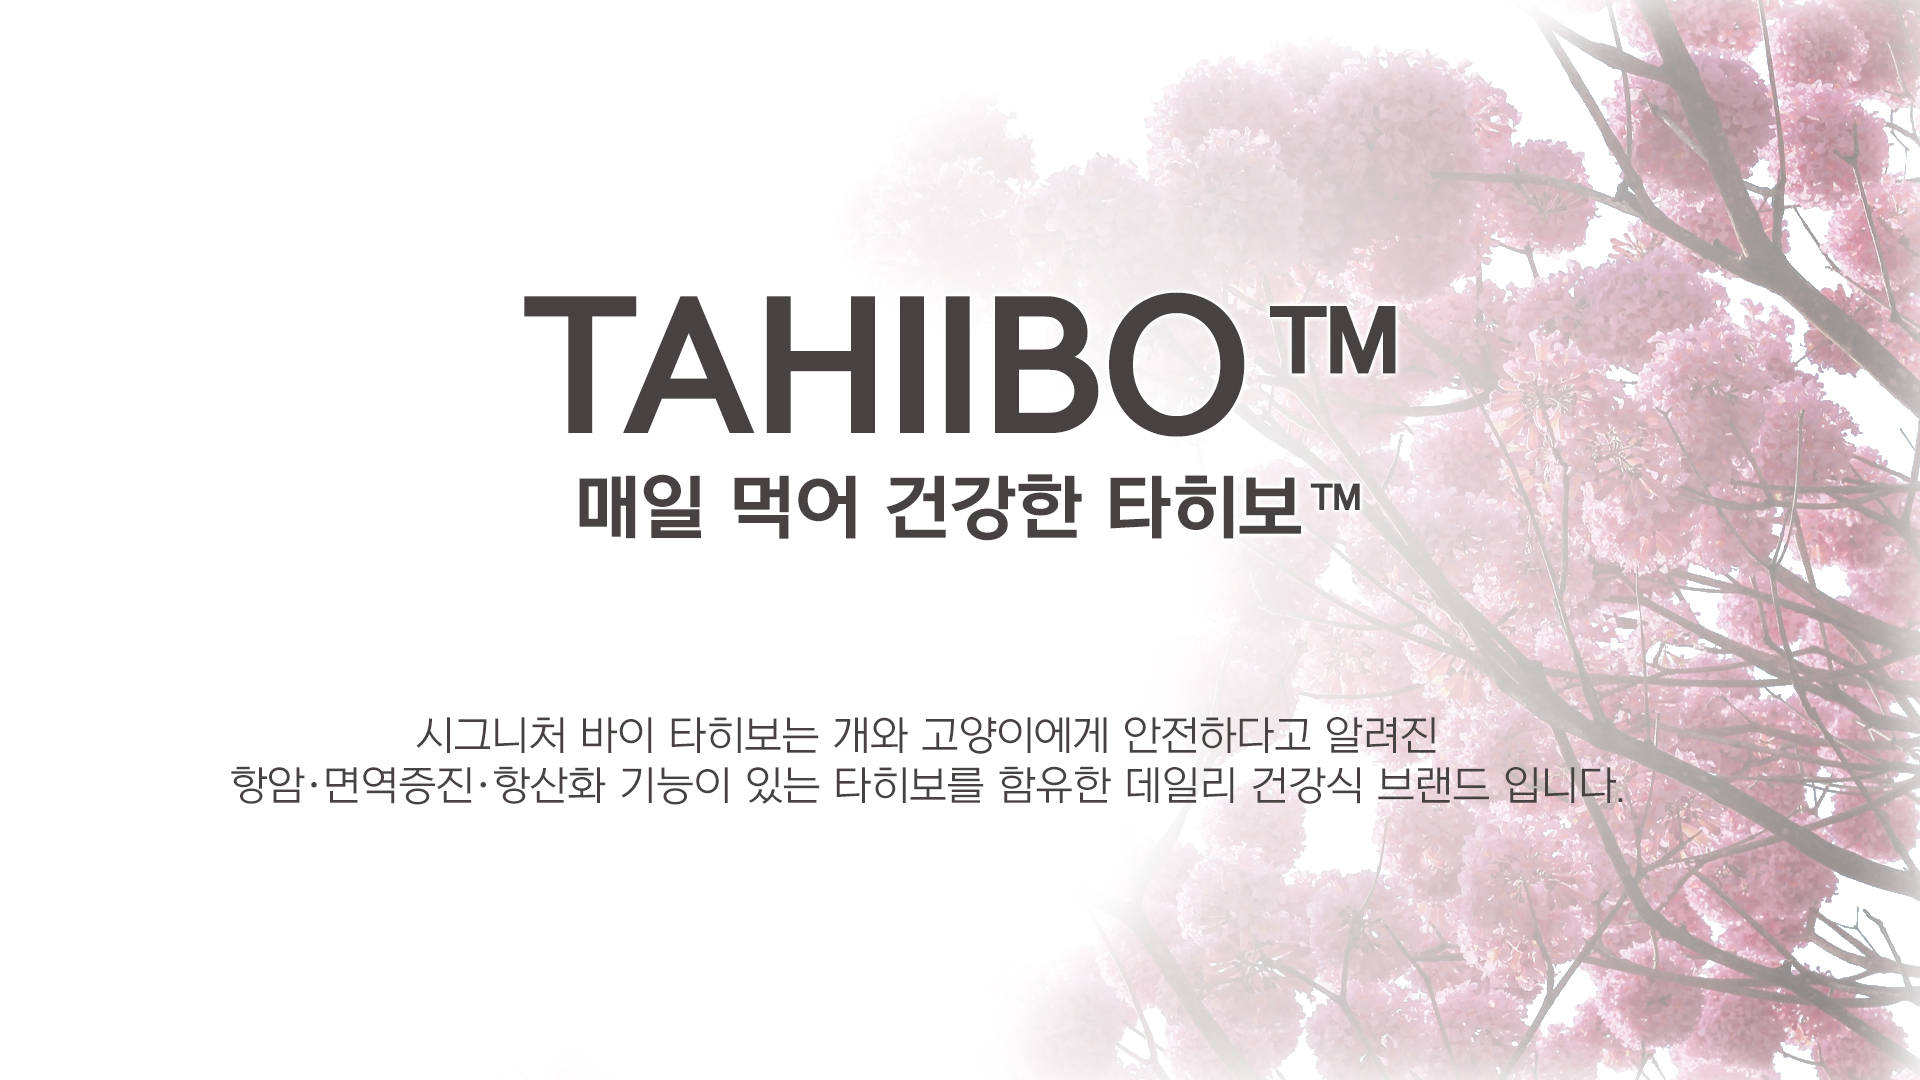 TAHIIBO™
매일 먹어 건강한 타히보™
시그니처 바이 타히보는 개와 고양이에게 안전하다고 알려진
항암·면역증진·항산화 기능이 있는 타히보를 함유한 데일리 건강식 브랜드 입니다.